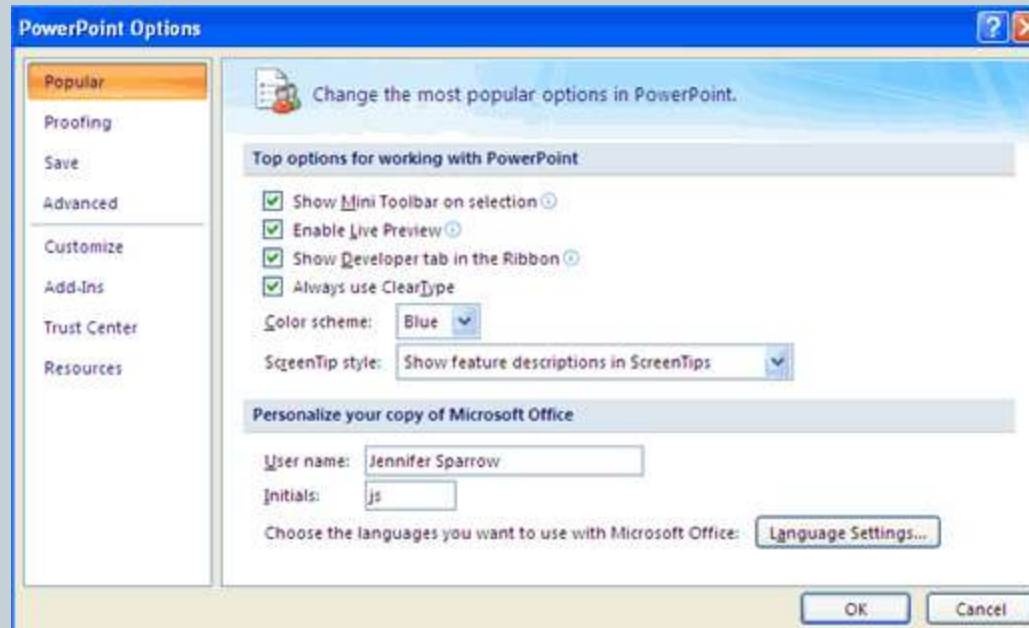 PowerPoint Options
Popular
Proofing
Save
Advanced
Customize
Add-Ins
Trust Center
Resources
Change the most popular options in PowerPoint.
Top options for working with PowerPoint
Show Mini Toolbar on selection
Enable Live Preview
Show Developer tab in the Ribbon
Always use ClearType
Color scheme: Blue
ScreenTip style: Show feature descriptions in ScreenTips
Personalize your copy of Microsoft Office
User name: Jennifer Sparrow
Initials: js
Choose the languages you want to use with Microsoft Office: Language Settings...
OK Cancel